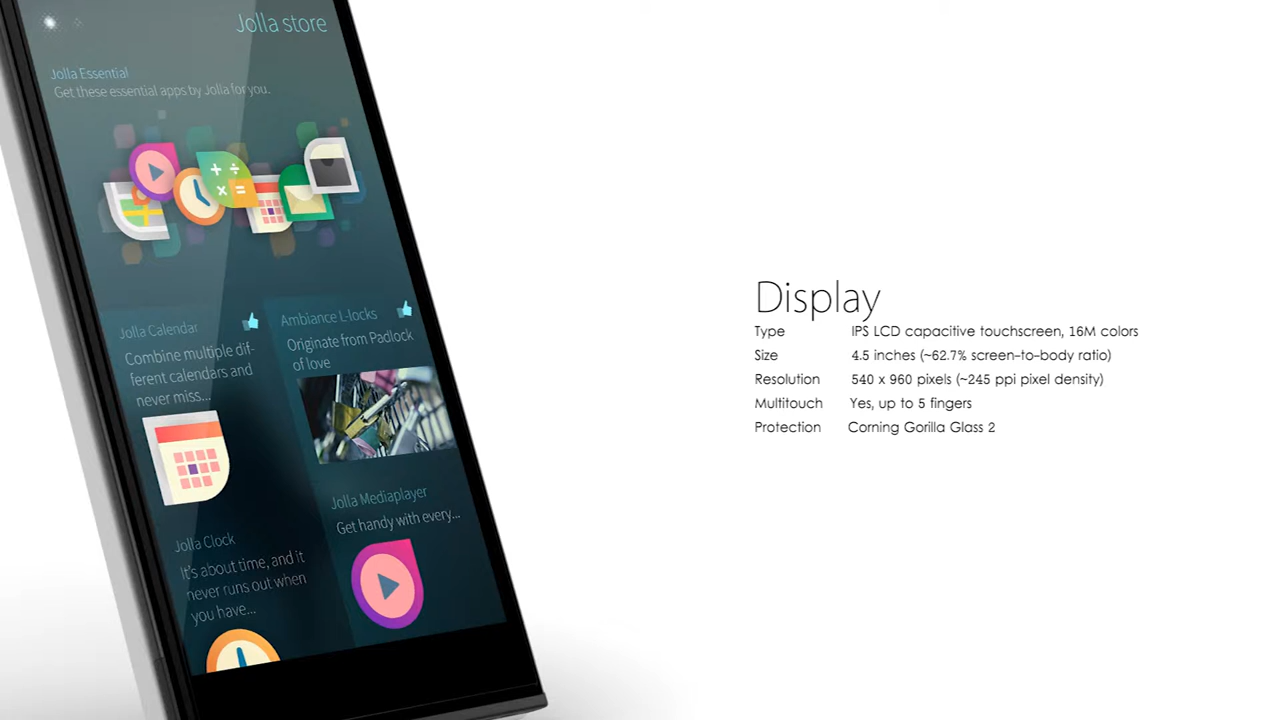 Jolla store
Jolla Essential
Get these essential apps by Jolla for you.
Jolla Calendar
Combine multiple dif-
ferent calendars and
never miss...
Ambiance L-locks
Originate from Padlock
of love
Jolla Mediaplayer
Get handy with every...
Jolla Clock
It's about time, and it
never runs out when
you have...
Display
Type IPS LCD capacitive touchscreen, 16M colors
Size 4.5 inches (~62.7% screen-to-body ratio)
Resolution 540 x 960 pixels (~245 ppi pixel density)
Multitouch Yes, up to 5 fingers
Protection Corning Gorilla Glass 2